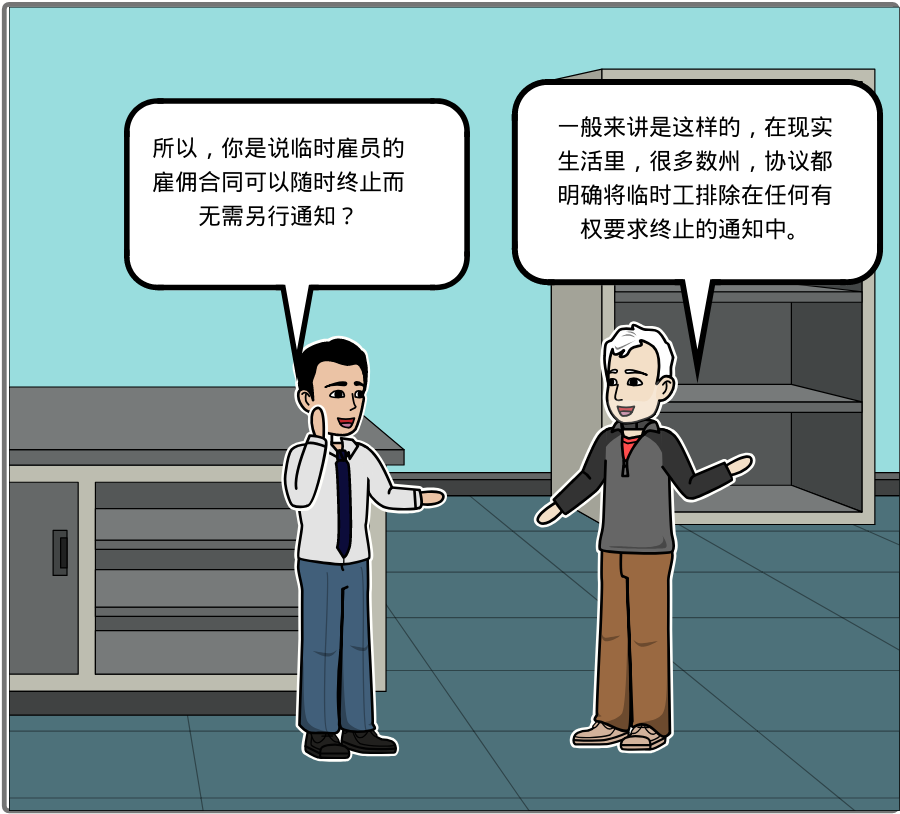 所以，你是说临时雇员的
雇佣合同可以随时终止而
无需另行通知？
一般来讲是这样的，在现实
生活里，很多数州，协议都
明确将临时工排除在任何有
权要求终止的通知中。